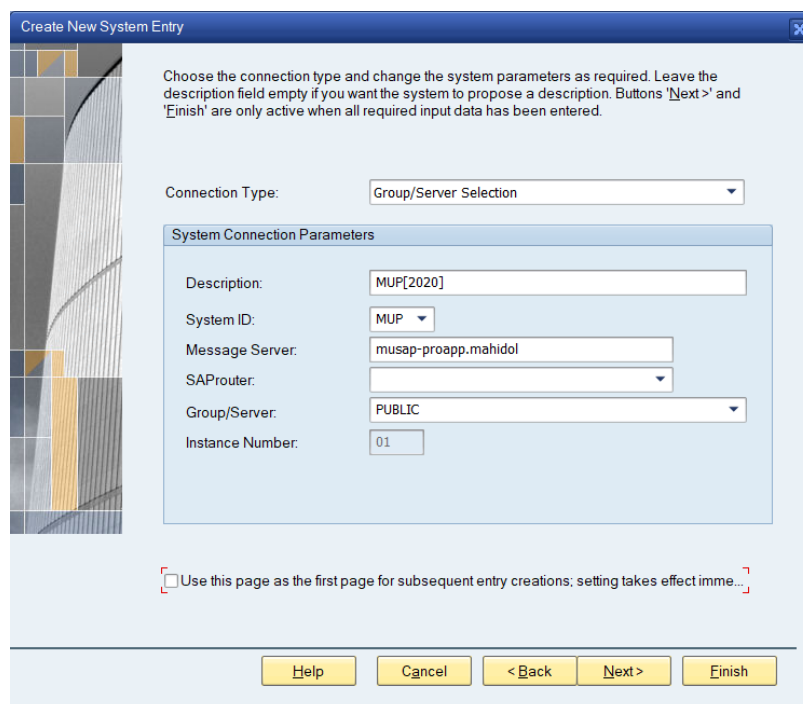 Create New System Entry
Choose the connection type and change the system parameters as required. Leave the
description field empty if you want the system to propose a description. Buttons 'Next >' and
'Finish' are only active when all required input data has been entered.
Connection Type: Group/Server Selection
System Connection Parameters
Description: MUP[2020]
System ID: MUP
Message Server: musap-proapp.mahidol
SAProuter:
Group/Server: PUBLIC
Instance Number: 01
Use this page as the first page for subsequent entry creations; setting takes effect imme...
Help Cancel < Back Next > Finish